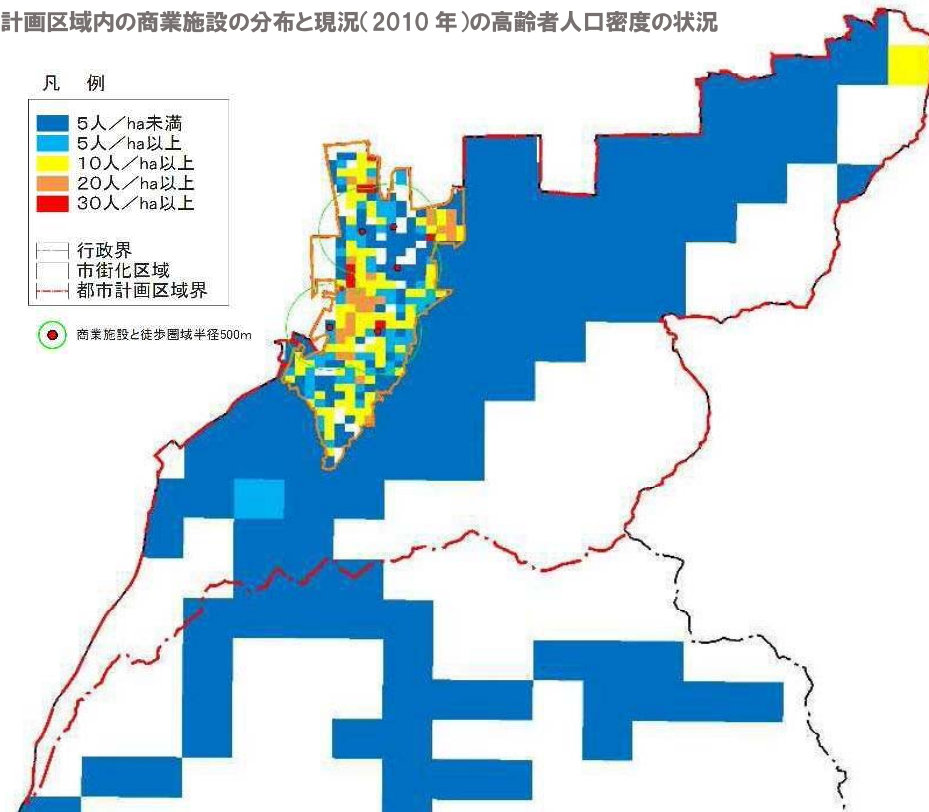 計画区域内の商業施設の分布と現況(2010 年)の高齢者人口密度の状況
凡 例
5人／ha未満
5人／ha以上
10人／ha以上
20人／ha以上
30人／ha以上
行政界
市街化区域
都市計画区域界
商業施設と徒歩圏域半径500m